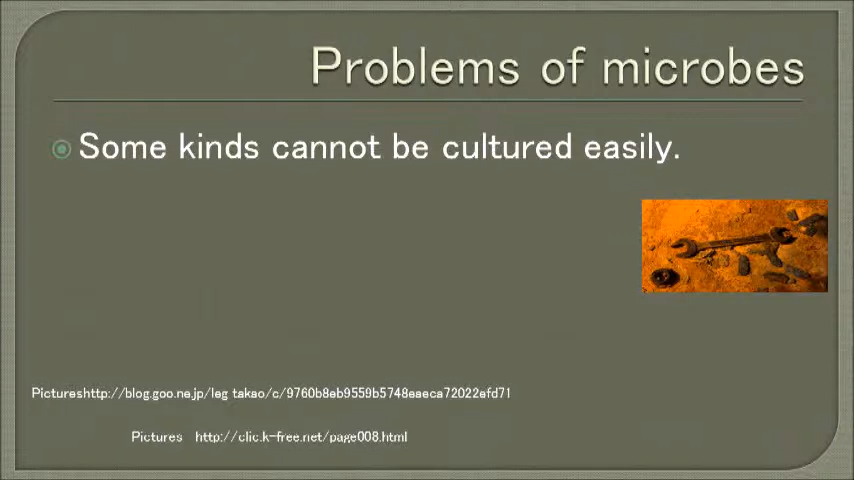 Problems of microbes
Some kinds cannot be cultured easily.
Pictureshttp://blog.goo.ne.jp/leg takao/c/9760b8eb9559b5748eaeca72022aefd71
Pictures http://clic.k-free.net/page008.html